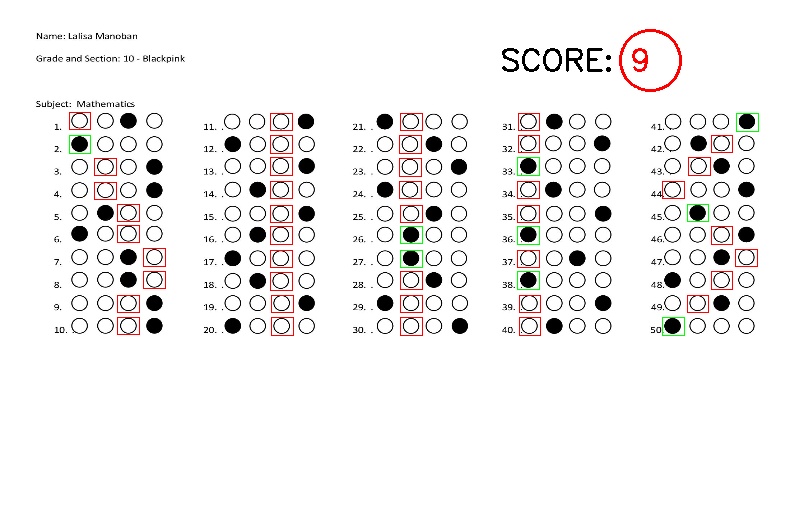 Name: Lalisa Manoban
SCORE: 9
Grade and Section: 10 - Blackpink
Subject: Mathematics
1. 11. . 21. . 31. 41.
2. 12. . 22. . 32. 42.
3. 13. . 23. . 33. 43.
4. 14. . 24. . 34. 44.
5. 15. . 25. . 35. 45.
6. 16. . 26. . 36. 46.
7. 17. . 27. . 37. 47.
8. 18. . 28. . 38. 48.
9. 19. . 29. . 39. 49.
10. 20. . 30. . 40. 50